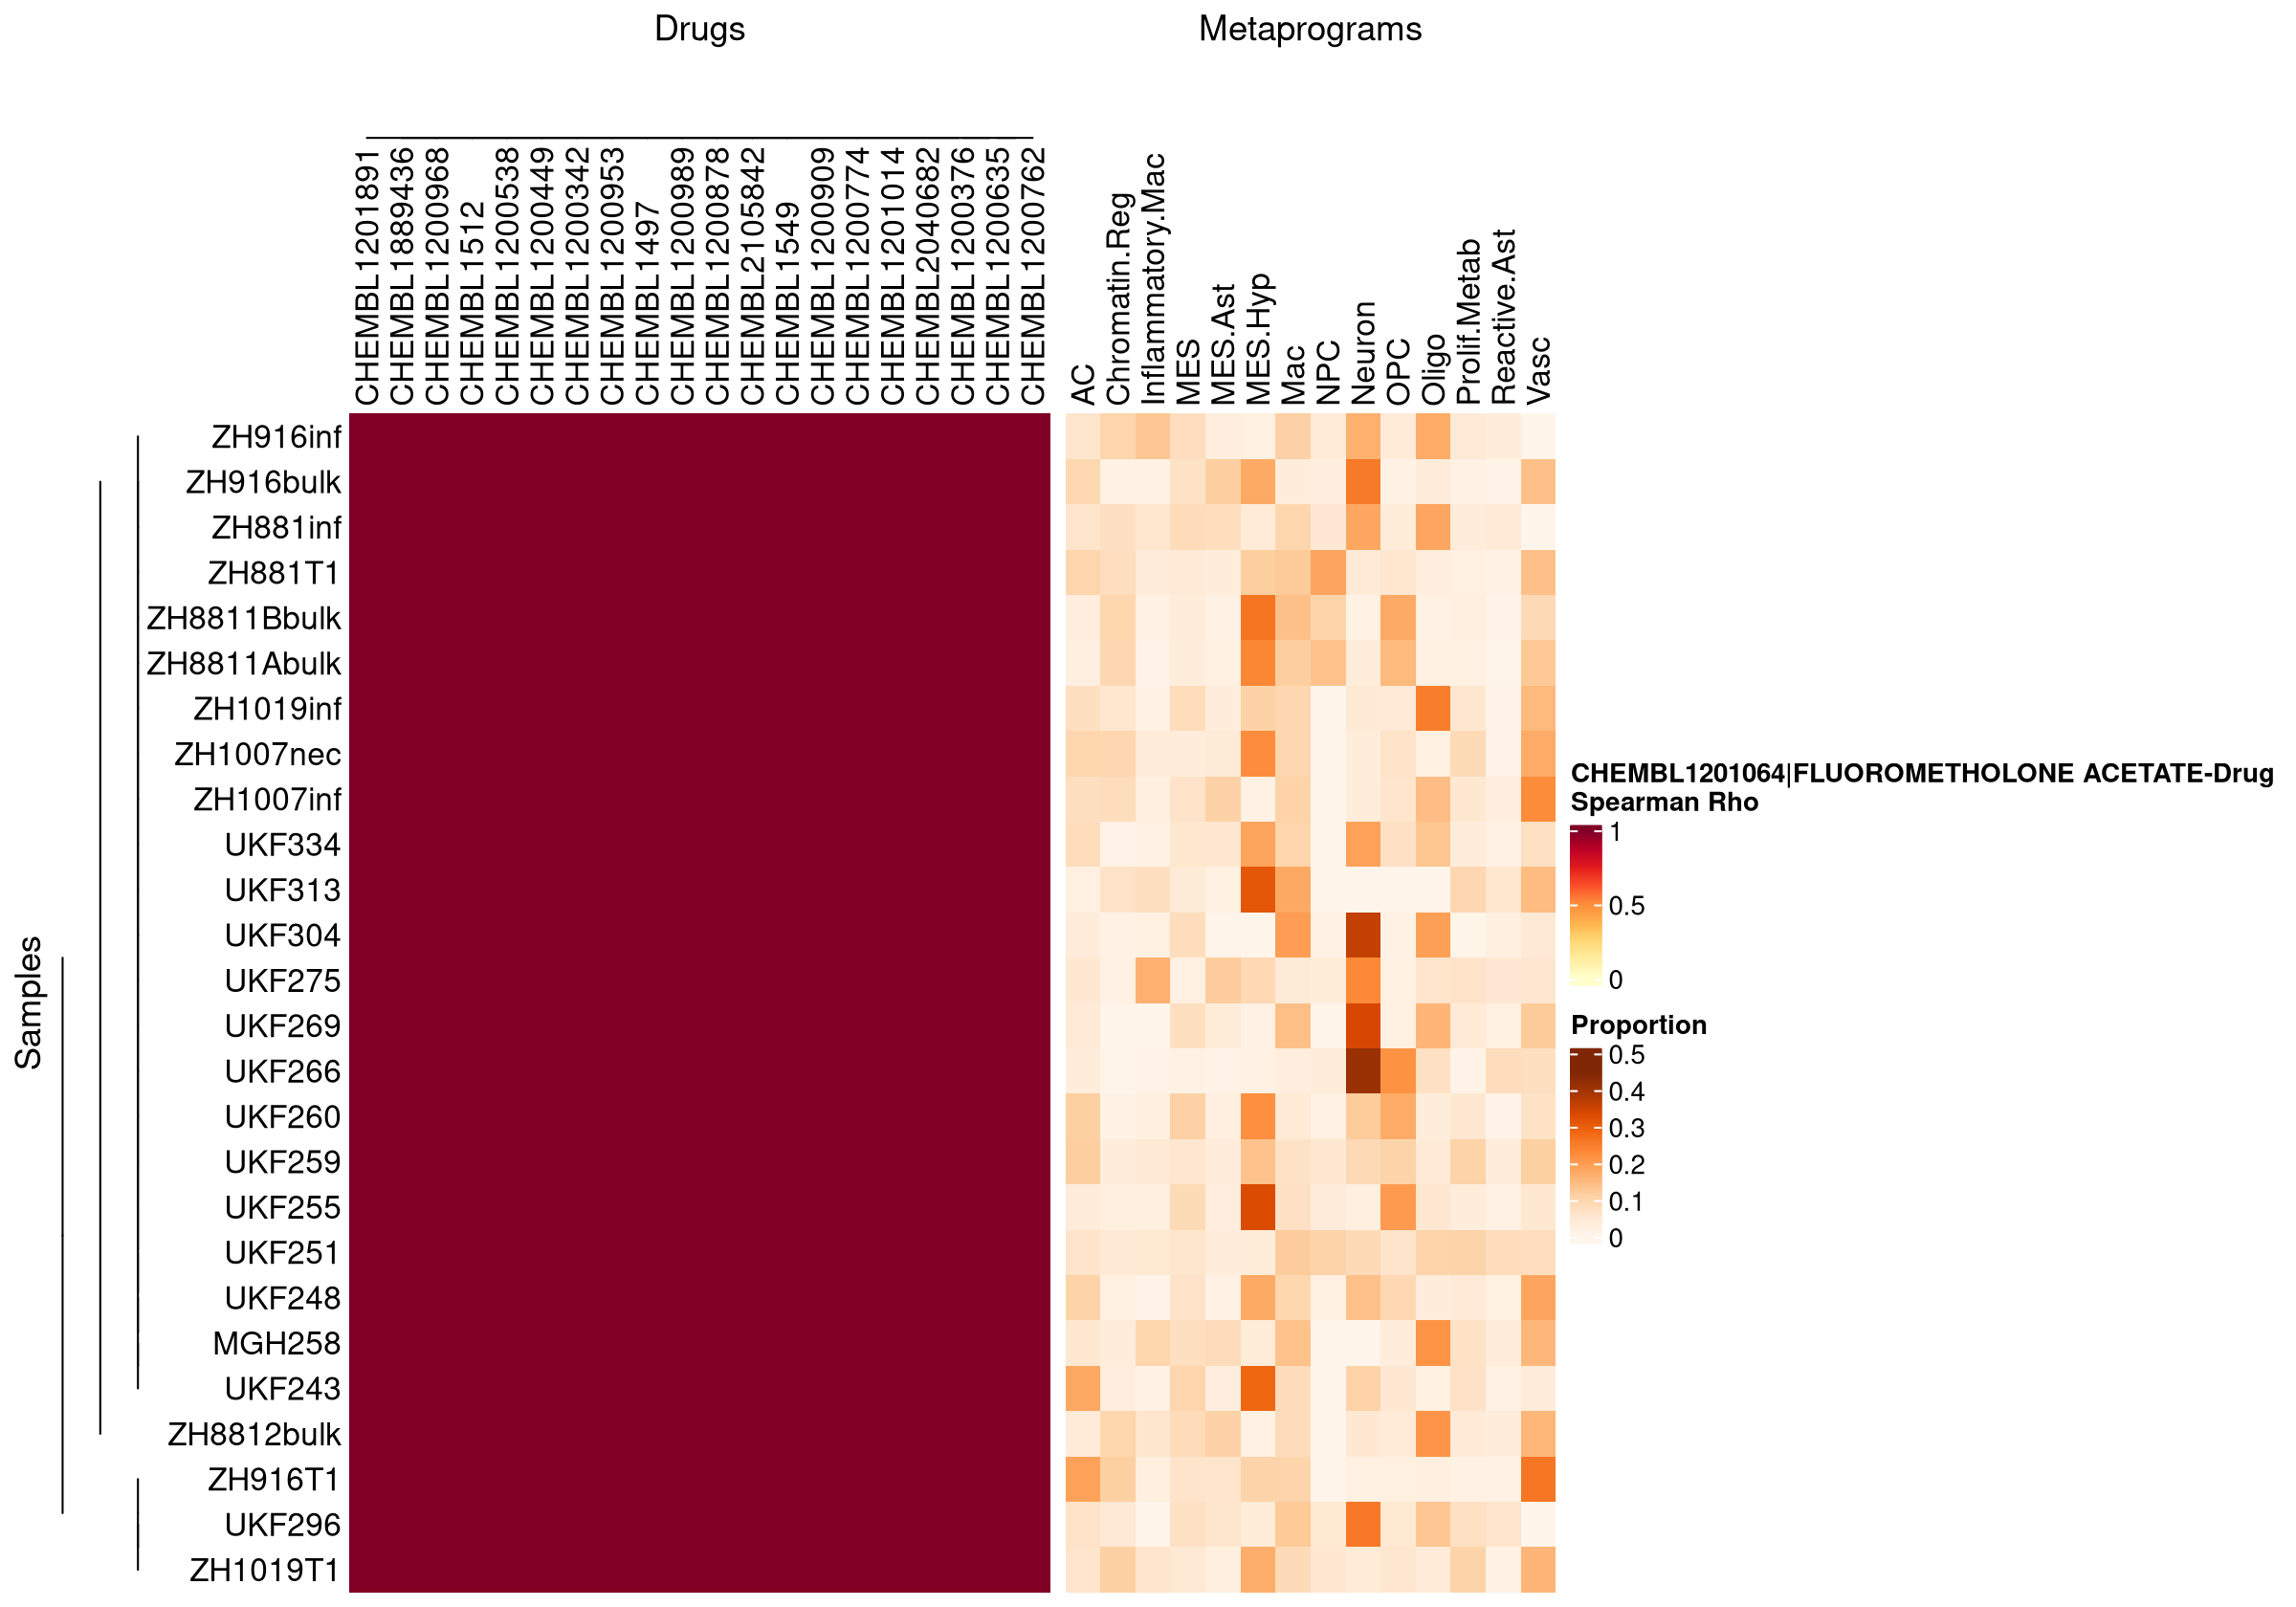 Drugs
Metaprograms
CHEMBL1201891
CHEMBL1889436
CHEMBL1200968
CHEMBL1512
CHEMBL1200538
CHEMBL1200449
CHEMBL1200342
CHEMBL1200953
CHEMBL1497
CHEMBL1200989
CHEMBL1200878
CHEMBL2105842
CHEMBL1549
CHEMBL1200909
CHEMBL1200774
CHEMBL1201014
CHEMBL2040682
CHEMBL1200376
CHEMBL1200635
CHEMBL1200762
AC
Chromatin.Reg
Inflammatory.Mac
MES
MES.Ast
MES.Hyp
Mac
NPC
Neuron
OPC
Oligo
Prolif.Metab
Reactive.Ast
Vasc
Samples
ZH916inf
ZH916bulk
ZH881inf
ZH881T1
ZH8811Bbulk
ZH8811Abulk
ZH1019inf
ZH1007nec
ZH1007inf
UKF334
UKF313
UKF304
UKF275
UKF269
UKF266
UKF260
UKF259
UKF255
UKF251
UKF248
MGH258
UKF243
ZH8812bulk
ZH916T1
UKF296
ZH1019T1
CHEMBL1201064|FLUOROMETHOLONE ACETATE-Drug
Spearman Rho
1
0.5
0
Proportion
0.5
0.4
0.3
0.2
0.1
0